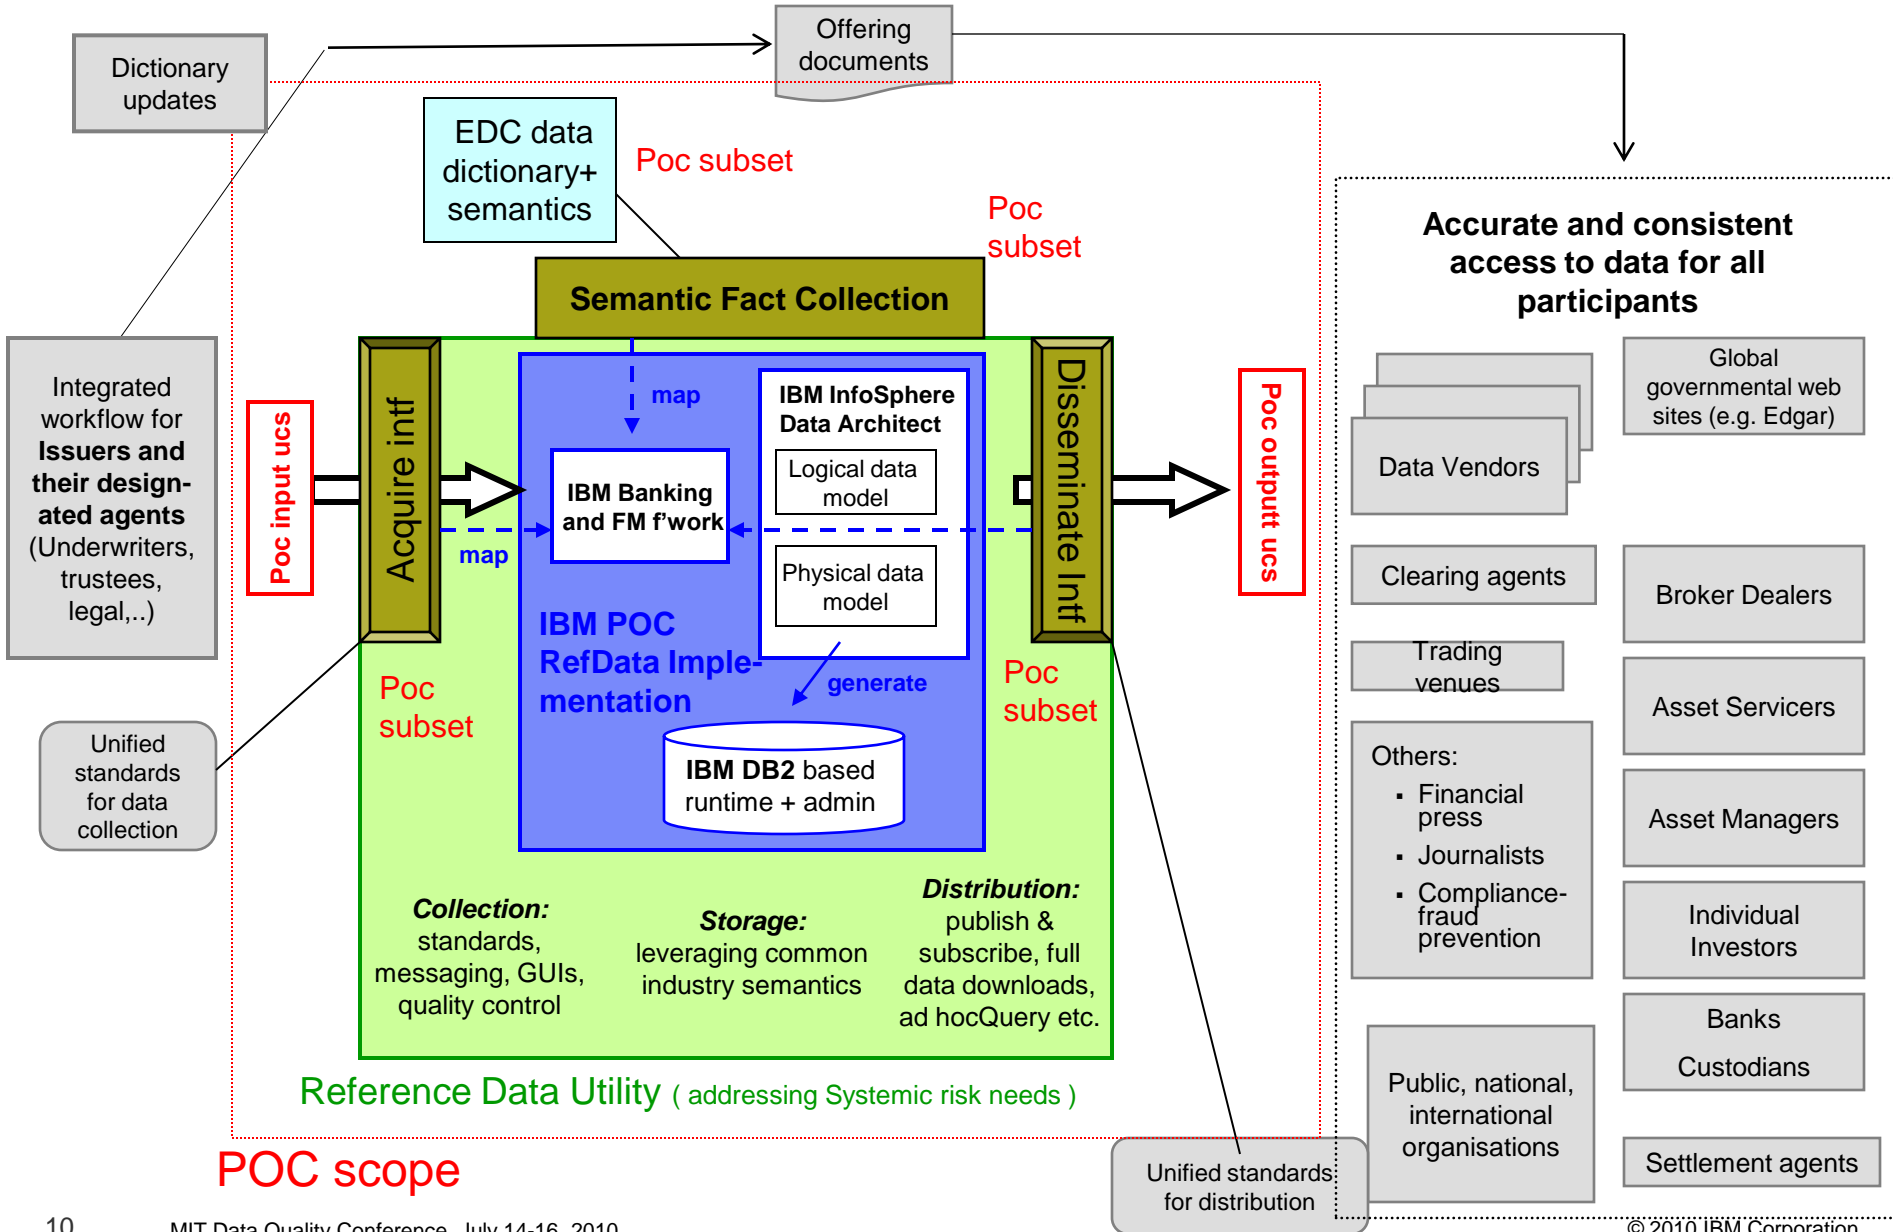 Dictionary
updates
Offering
documents
EDC data
dictionary+
semantics
Poc subset
Poc
subset
Semantic Fact Collection
Integrated
workflow for
Issuers and
their design-
ated agents
(Underwriters,
trustees,
legal,..)
Poc input ucs
Acquire intf
map
map
IBM Banking
and FM f'work
IBM InfoSphere
Data Architect
Logical data
model
Physical data
model
generate
IBM POC
RefData Imple-
mentation
IBM DB2 based
runtime + admin
Disseminate Intf
Poc outputt ucs
Poc
subset
Poc
subset
Unified
standards
for data
collection
Collection:
standards,
messaging, GUIs,
quality control
Storage:
leveraging common
industry semantics
Distribution:
publish &
subscribe, full
data downloads,
ad hocQuery etc.
Reference Data Utility ( addressing Systemic risk needs )
POC scope
Unified standards
for distribution
Accurate and consistent
access to data for all
participants
Data Vendors
Global
governmental web
sites (e.g. Edgar)
Clearing agents
Broker Dealers
Trading
venues
Asset Servicers
Others:
▪ Financial
press
▪ Journalists
▪ Compliance-
fraud
prevention
Asset Managers
Individual
Investors
Banks
Custodians
Public, national,
international
organisations
Settlement agents
10
MIT Data Quality Conference, July 14-16, 2010
© 2010 IBM Corporation